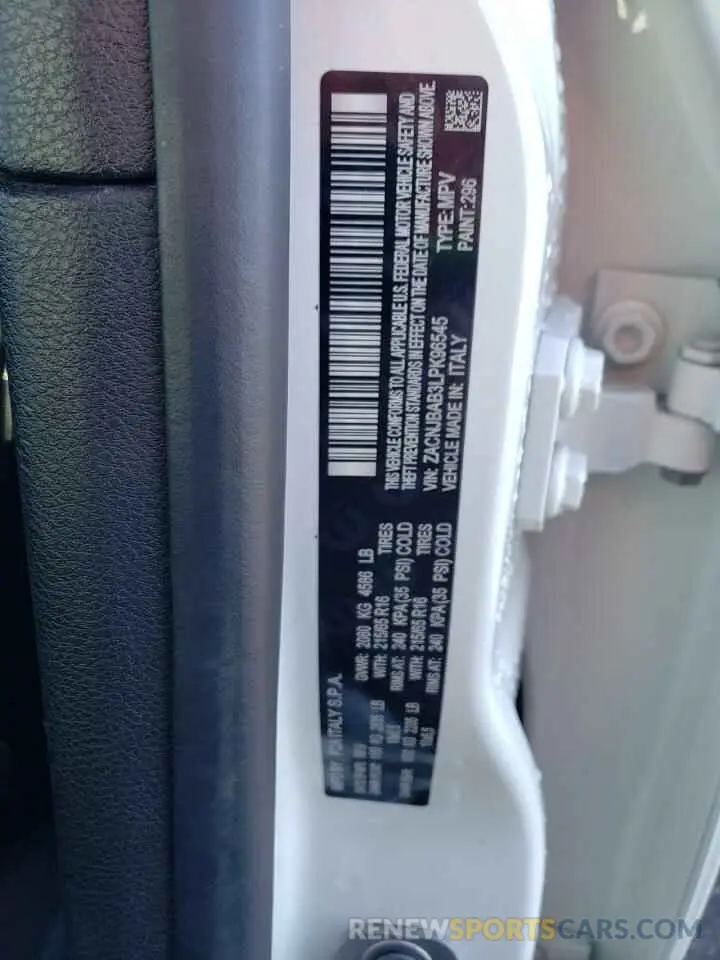 MFD BY FCA ITALY S.P.A.
GVWR: 2080 KG 4586 LB
WITH: 215/65 R16 TIRES
RIMS AT: 240 KPA(35 PSI) COLD
WITH: 215/65 R16 TIRES
RIMS AT: 240 KPA(35 PSI) COLD
THIS VEHICLE CONFORMS TO ALL APPLICABLE U.S. FEDERAL MOTOR VEHICLE SAFETY AND
THEFT PREVENTION STANDARDS IN EFFECT ON THE DATE OF MANUFACTURE SHOWN ABOVE.
VIN: ZACNJBAB3LPK96545 TYPE:MPV
VEHICLE MADE IN: ITALY PAINT:296
RENEWSPORTSCARS.COM